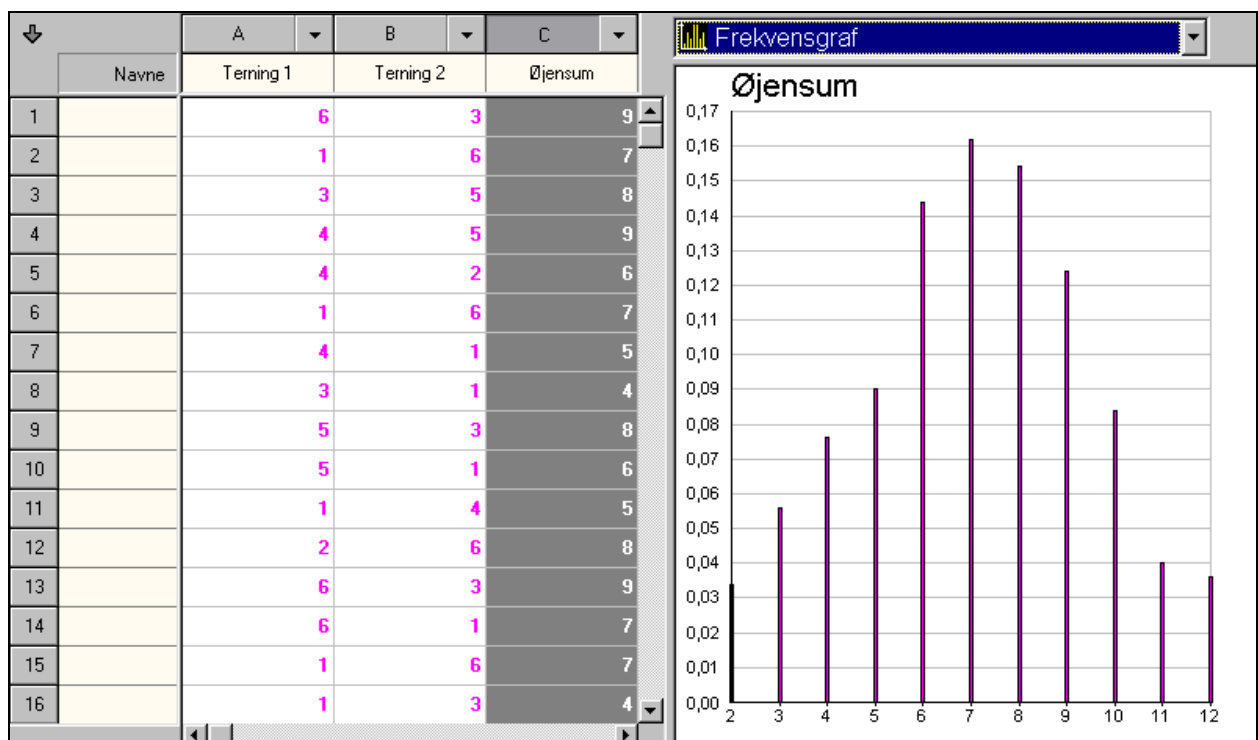 A B C
Navne Terning 1 Terning 2 Øjensum
1 6 3 9
2 1 6 7
3 3 5 8
4 4 5 9
5 4 2 6
6 1 6 7
7 4 1 5
8 3 1 4
9 5 3 8
10 5 1 6
11 1 4 5
12 2 6 8
13 6 3 9
14 6 1 7
15 1 6 7
16 1 3 4
Frekvensgraf
Øjensum
0,17
0,16
0,15
0,14
0,13
0,12
0,11
0,10
0,09
0,08
0,07
0,06
0,05
0,04
0,03
0,02
0,01
0,00
2 3 4 5 6 7 8 9 10 11 12